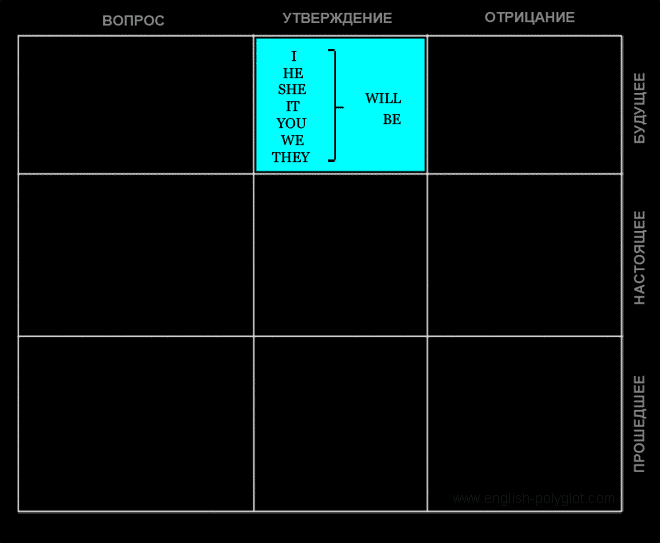 ВОПРОС
УТВЕРЖДЕНИЕ
ОТРИЦАНИЕ
I
HE
SHE
IT
YOU
WE
THEY
WILL
BE
БУДУЩЕЕ
НАСТОЯЩЕЕ
ПРОШЕДШЕЕ
www.english-polyglot.com